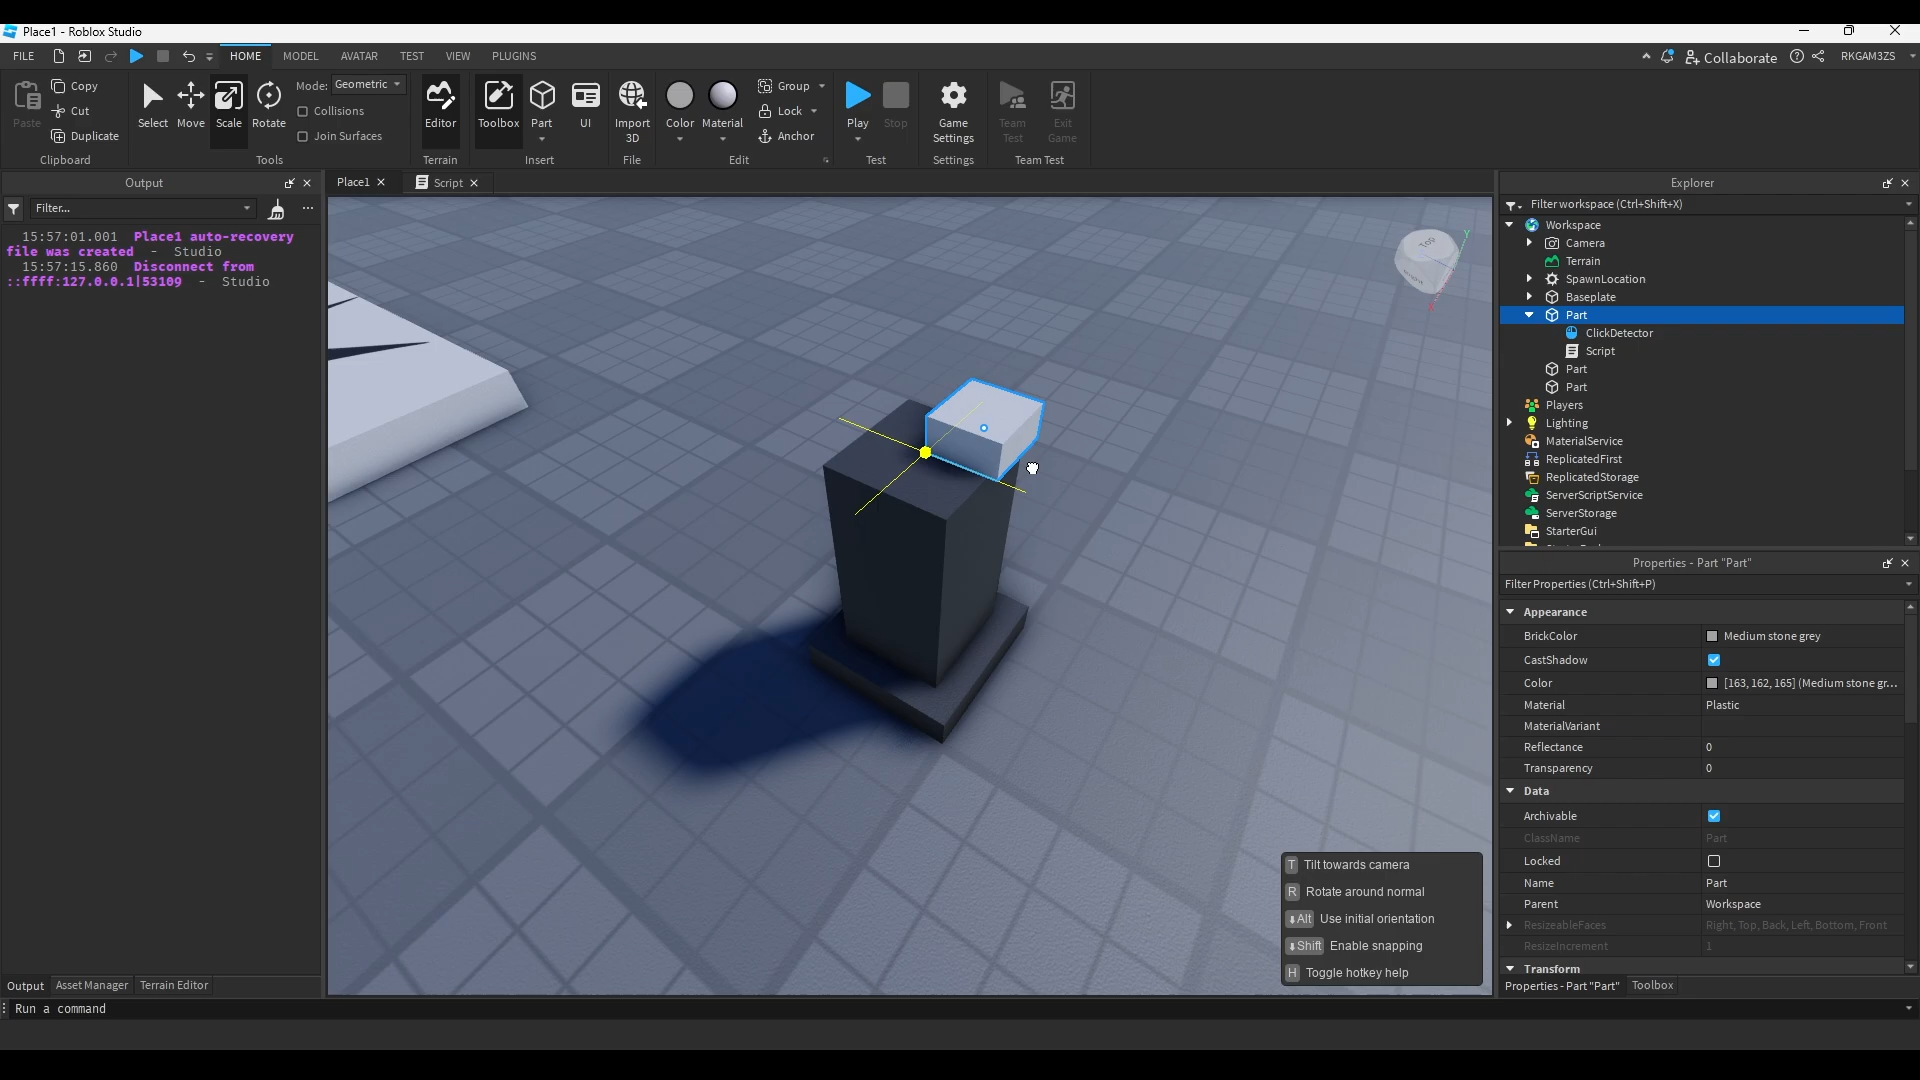 Place1 - Roblox Studio
FILE HOME MODEL AVATAR TEST VIEW PLUGINS Collaborate RKGAM3ZS
Paste Copy Cut Duplicate Clipboard
Select Move Scale Rotate Mode: Geometric Collisions Join Surfaces Tools
Editor Terrain
Toolbox Part UI Insert
Import 3D File
Color Material Group Lock Anchor Edit
Play Stop Test
Game Settings Settings
Team Test Exit Game Team Test
Output
Filter...
15:57:01.001 Place1 auto-recovery
file was created - Studio
15:57:15.860 Disconnect from
::ffff:127.0.0.1|53109 - Studio
Output Asset Manager Terrain Editor
Run a command
Place1 Script
Top
Y
X
T Tilt towards camera
R Rotate around normal
Alt Use initial orientation
Shift Enable snapping
H Toggle hotkey help
Explorer
Filter workspace (Ctrl+Shift+X)
Workspace
Camera
Terrain
SpawnLocation
Baseplate
Part
ClickDetector
Script
Part
Part
Players
Lighting
MaterialService
ReplicatedFirst
ReplicatedStorage
ServerScriptService
ServerStorage
StarterGui
Properties - Part "Part"
Filter Properties (Ctrl+Shift+P)
Appearance
BrickColor Medium stone grey
CastShadow
Color [163, 162, 165] (Medium stone gr...
Material Plastic
MaterialVariant
Reflectance 0
Transparency 0
Data
Archivable
ClassName Part
Locked
Name Part
Parent Workspace
ResizeableFaces Right, Top, Back, Left, Bottom, Front
ResizeIncrement 1
Transform
Properties - Part "Part" Toolbox